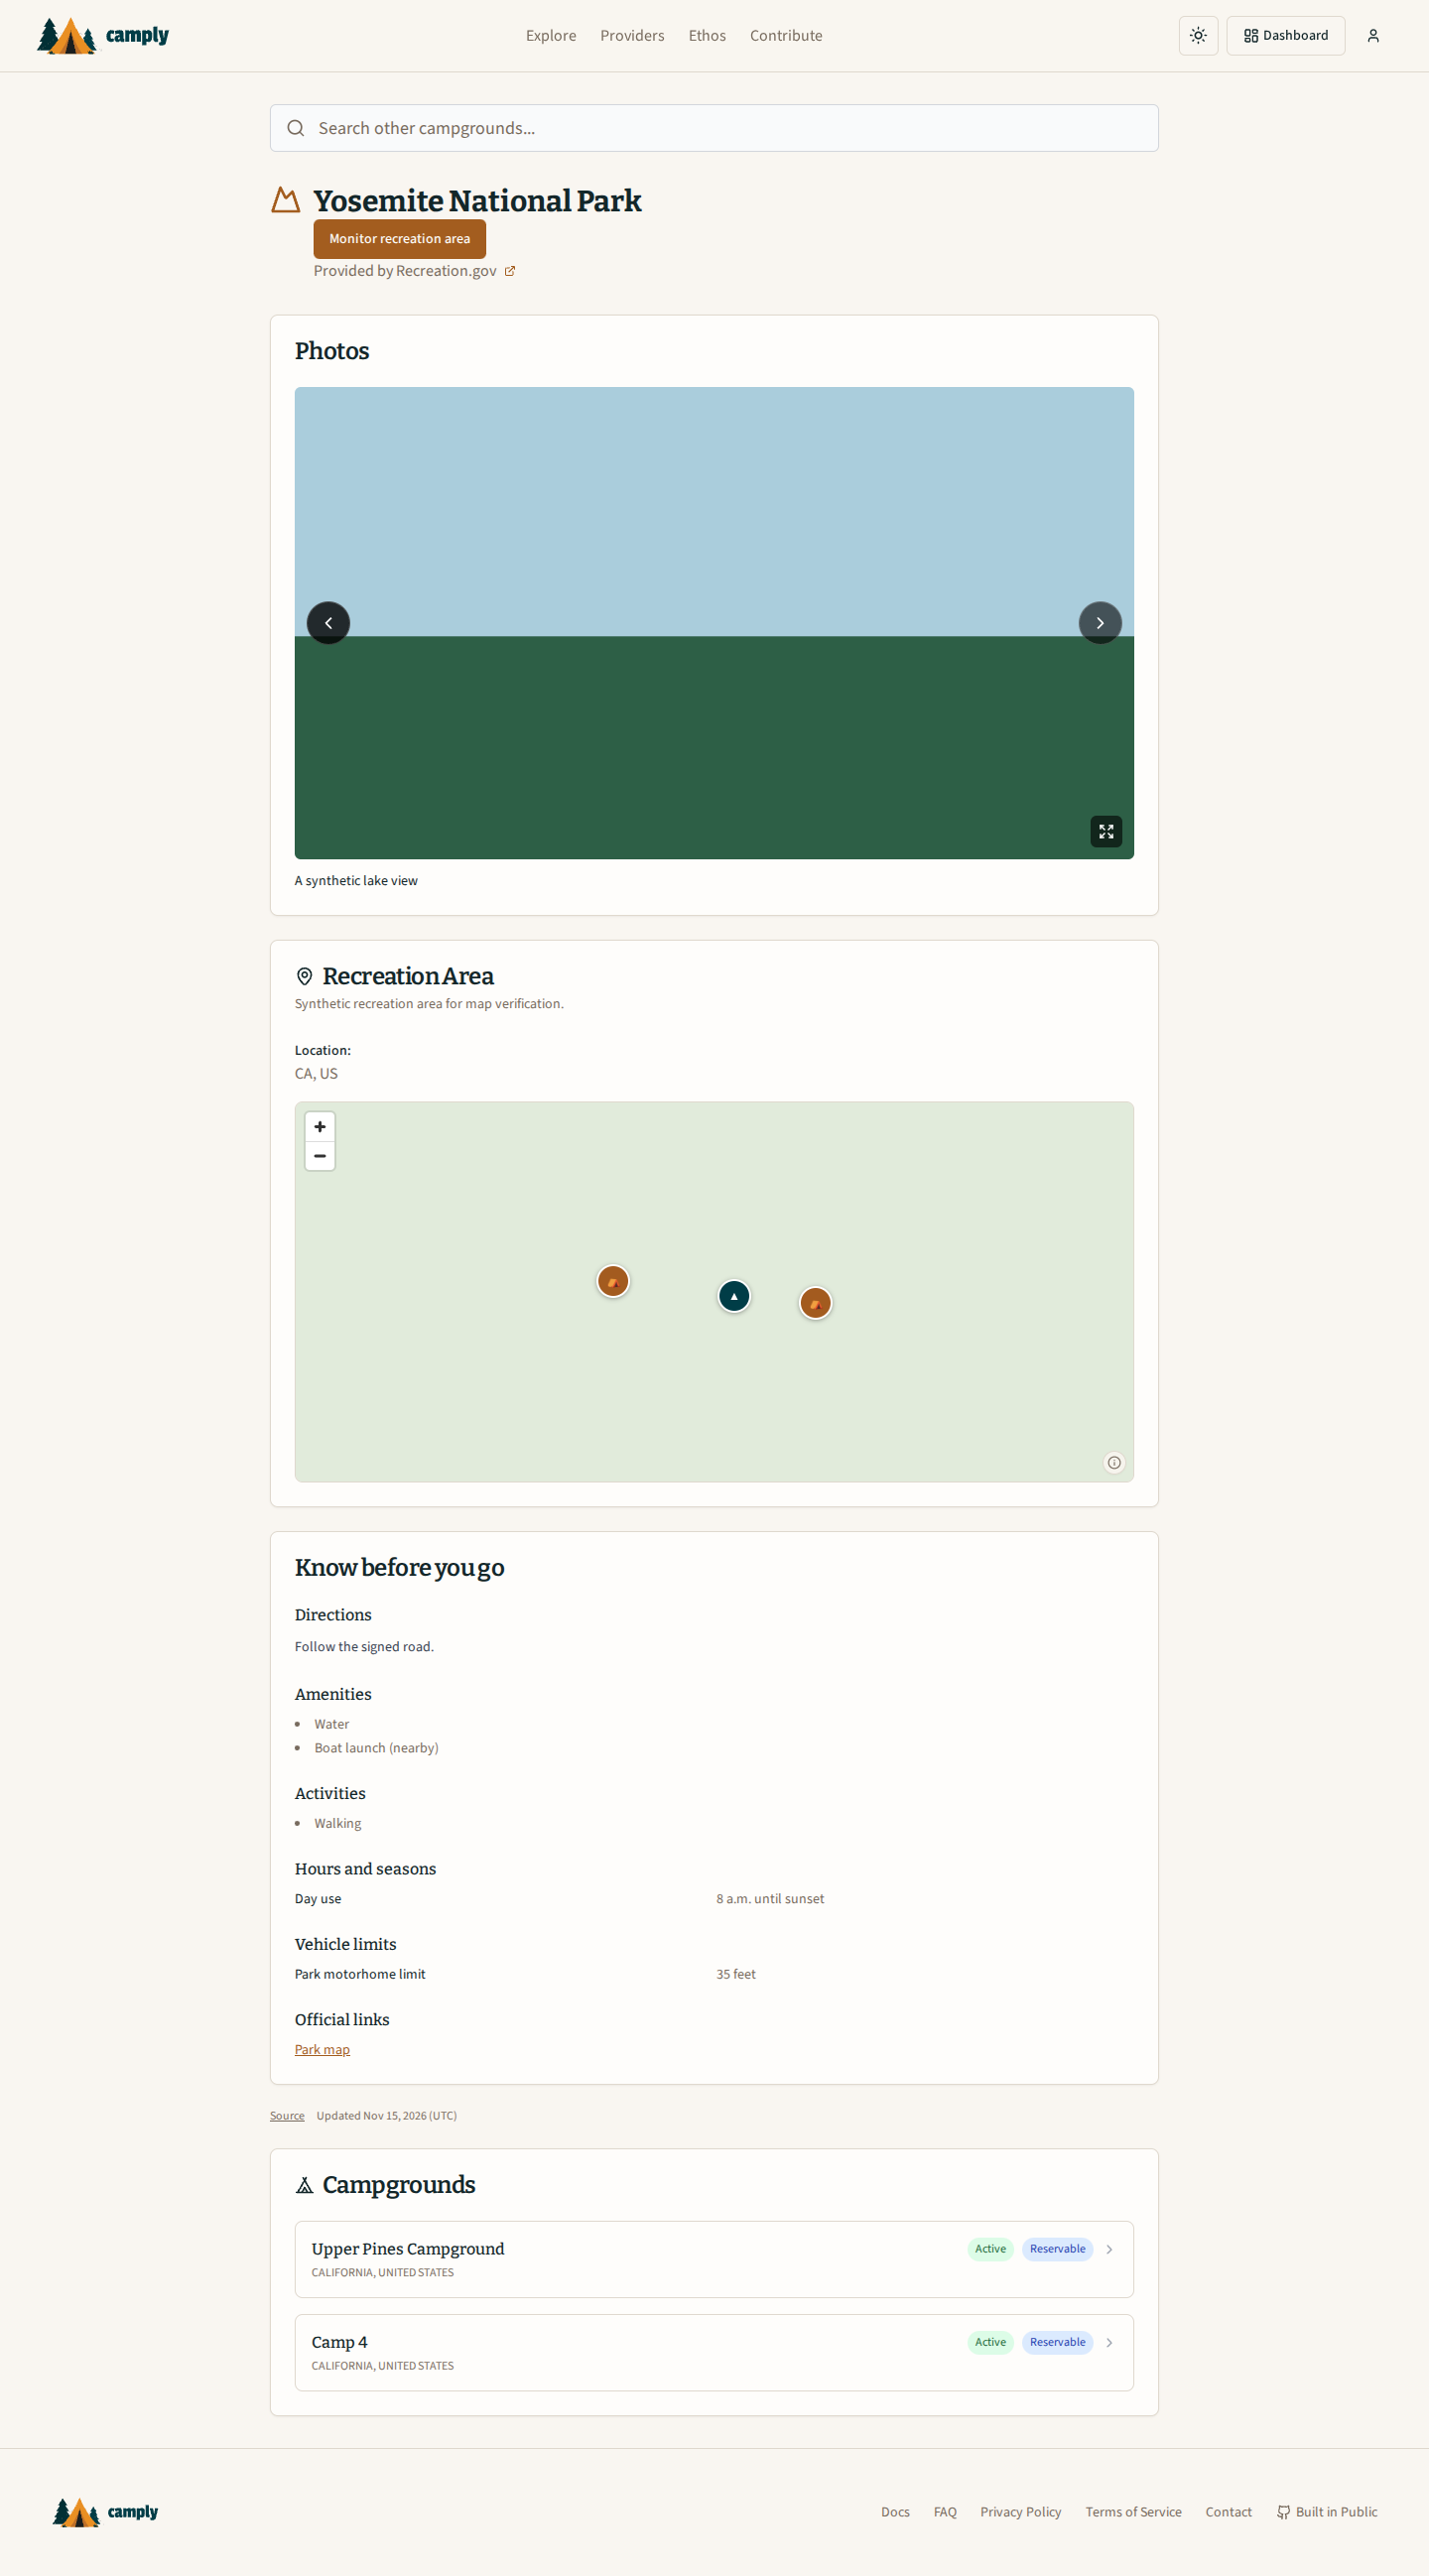 camply
Explore Providers Ethos Contribute
Dashboard
Search other campgrounds...
Yosemite National Park
Monitor recreation area
Provided by Recreation.gov
Photos
A synthetic lake view
Recreation Area
Synthetic recreation area for map verification.
Location:
CA, US
Know before you go
Directions
Follow the signed road.
Amenities
• Water
• Boat launch (nearby)
Activities
• Walking
Hours and seasons
Day use 8 a.m. until sunset
Vehicle limits
Park motorhome limit 35 feet
Official links
Park map
Source Updated Nov 15, 2026 (UTC)
Campgrounds
Upper Pines Campground Active Reservable
CALIFORNIA, UNITED STATES
Camp 4 Active Reservable
CALIFORNIA, UNITED STATES
camply
Docs FAQ Privacy Policy Terms of Service Contact Built in Public